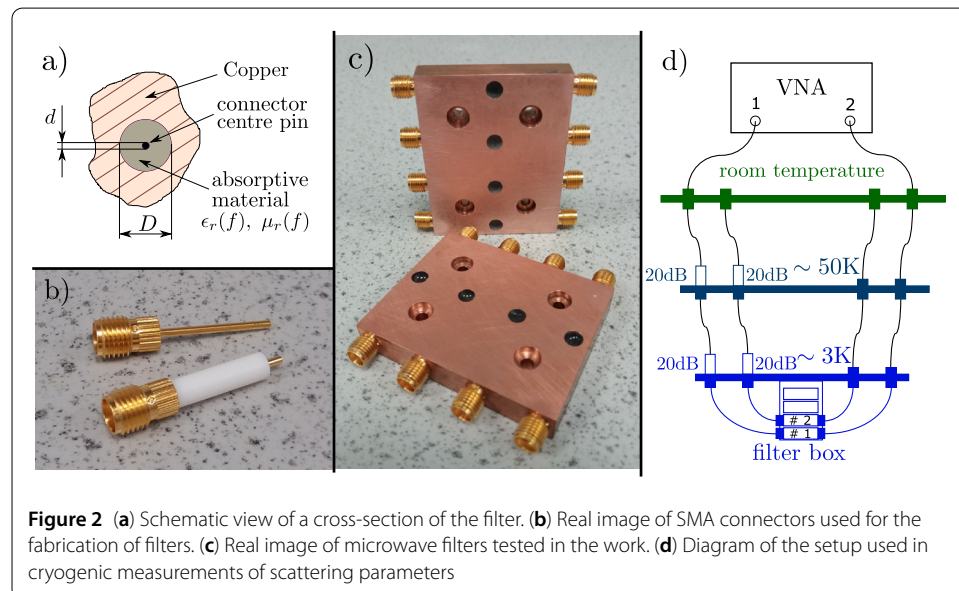 a)
Copper
connector
centre pin
d
absorptive
material
ϵr(f), μr(f)
D
b)
c)
d)
VNA
1 2
room temperature
20dB 20dB ~ 50K
20dB 20dB ~ 3K
# 2
# 1
filter box
Figure 2 (a) Schematic view of a cross-section of the filter. (b) Real image of SMA connectors used for the
fabrication of filters. (c) Real image of microwave filters tested in the work. (d) Diagram of the setup used in
cryogenic measurements of scattering parameters